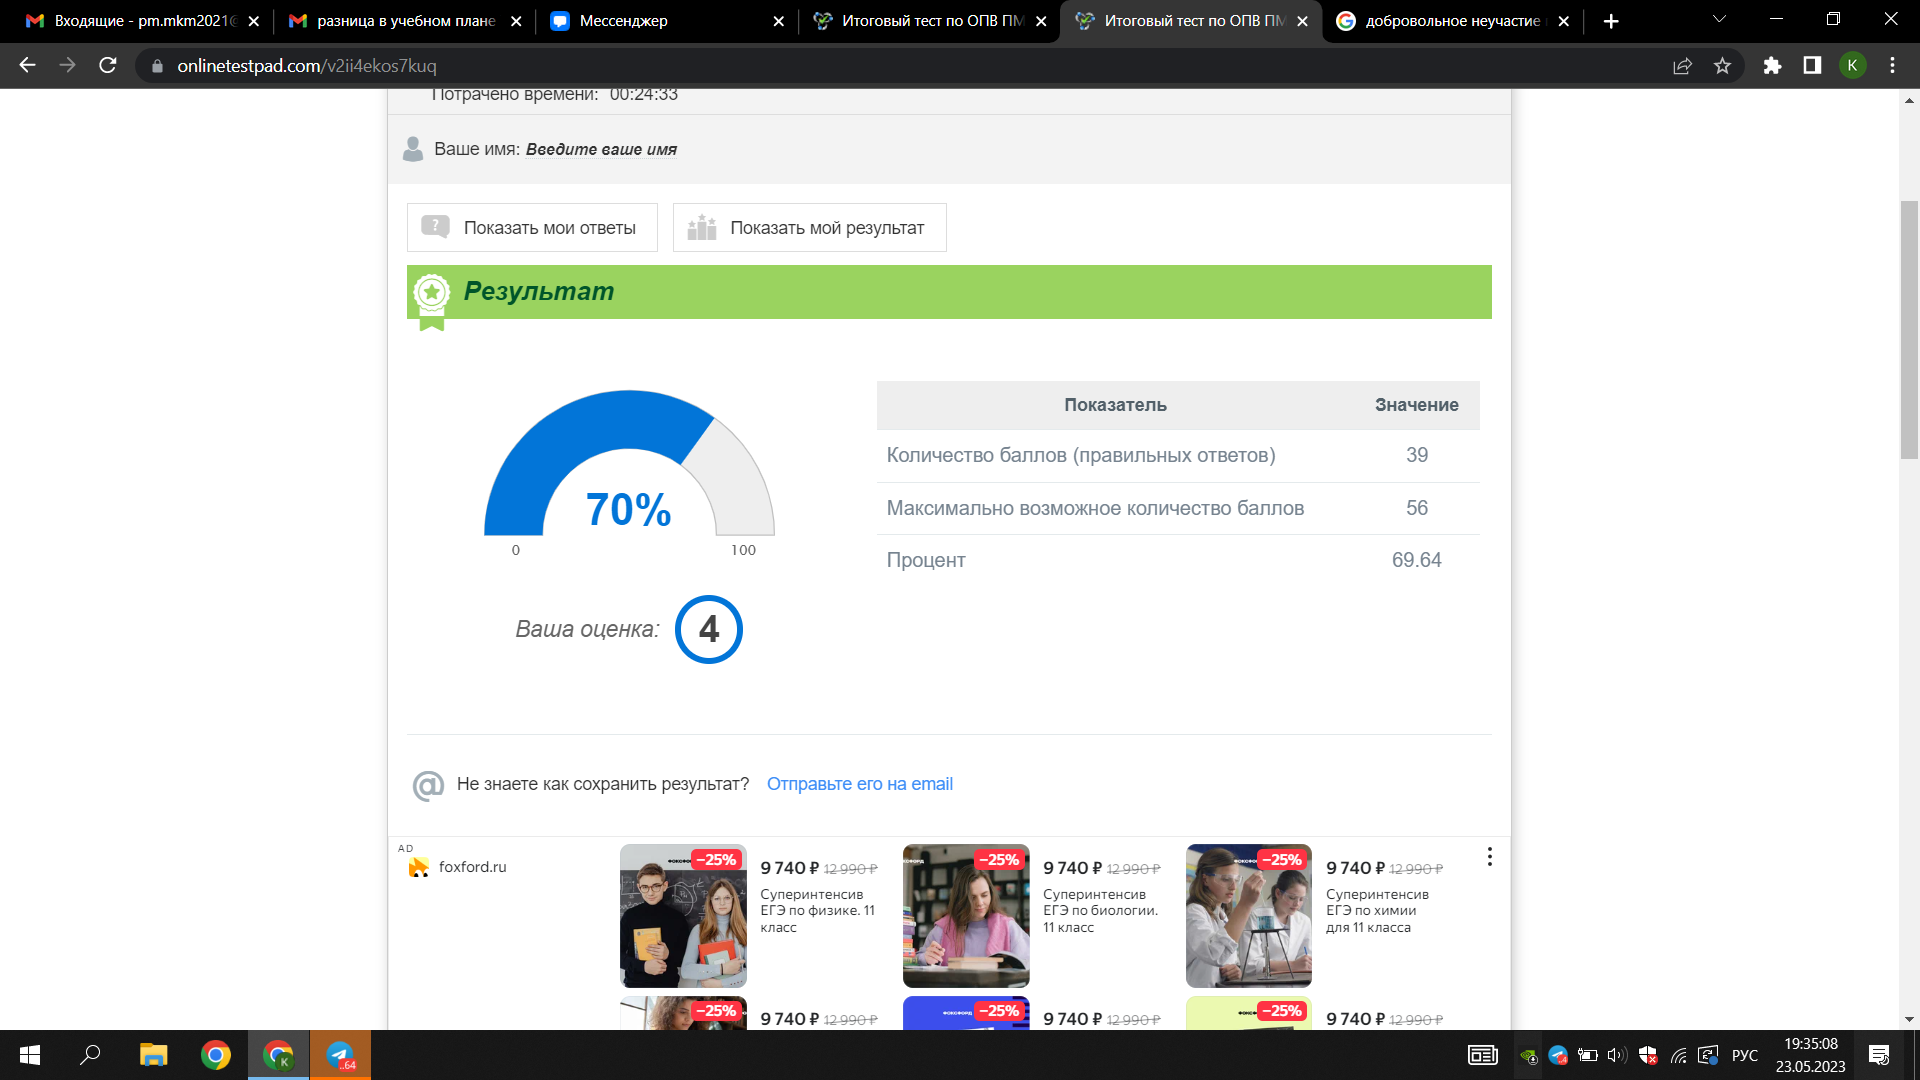 Входящие - pm.mkm2021@
разница в учебном плане
Мессенджер
Итоговый тест по ОПВ ПМ
Итоговый тест по ОПВ ПМ
добровольное неучастие
onlinetestpad.com/v2ii4ekos7kuq
K
Потрачено времени: 00:24:33
Ваше имя: Введите ваше имя
Показать мои ответы
Показать мой результат
Результат
70%
0
100
Ваша оценка: 4
Показатель Значение
Количество баллов (правильных ответов) 39
Максимально возможное количество баллов 56
Процент 69.64
Не знаете как сохранить результат? Отправьте его на email
AD
foxford.ru
−25%
9 740 ₽ 12 990 ₽
Суперинтенсив
ЕГЭ по физике. 11
класс
−25%
9 740 ₽ 12 990 ₽
Суперинтенсив
ЕГЭ по биологии.
11 класс
−25%
9 740 ₽ 12 990 ₽
Суперинтенсив
ЕГЭ по химии
для 11 класса
−25%
9 740 ₽ 12 990 ₽
−25%
9 740 ₽ 12 990 ₽
−25%
9 740 ₽ 12 990 ₽
K
..64
РУС
19:35:08
23.05.2023